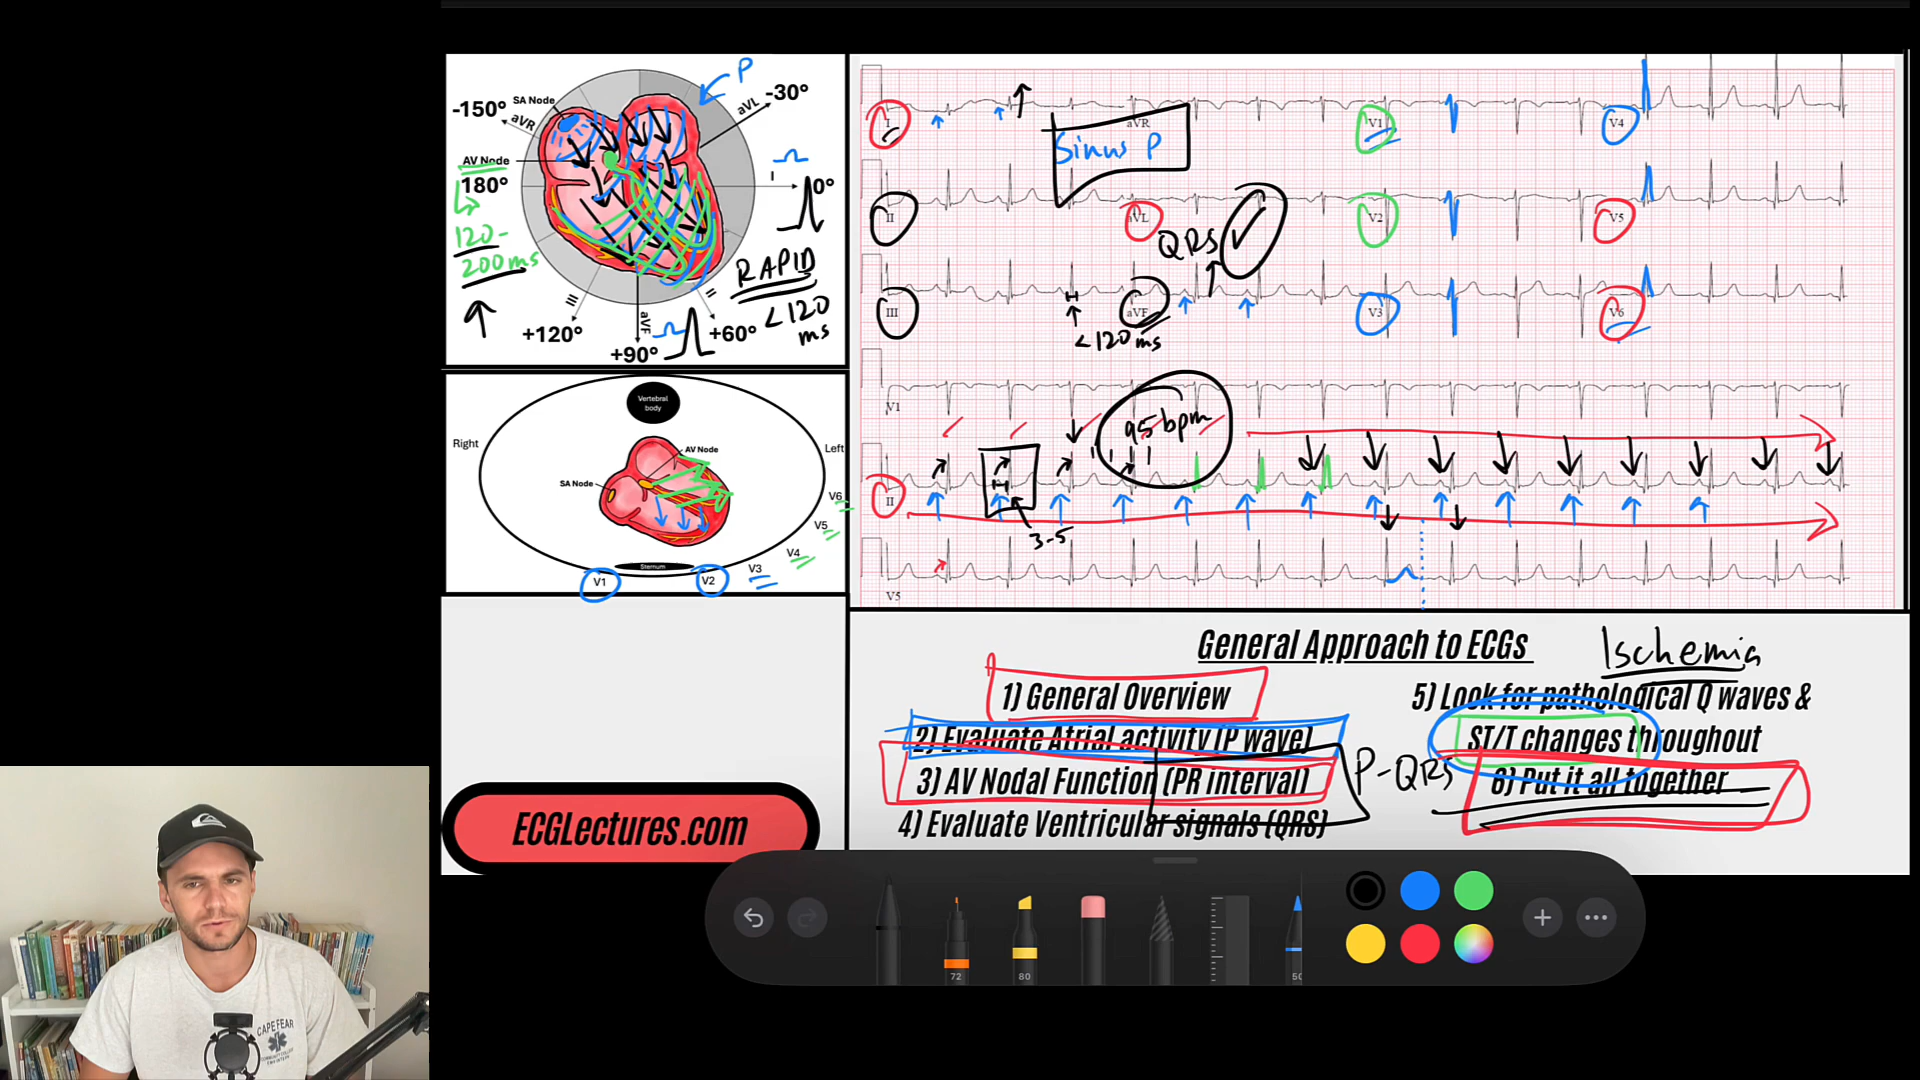 P
-150°
SA Node
aVR
aVL
-30°
AV Node
180°
I
0°
120-
200ms
RAPID
<120
ms
III
II
+120°
aVF
+60°
+90°
I
aVR
V1
V4
Sinus P
II
aVL
V2
V5
QRS
III
aVF
V3
V6
<120ms
V1
95 bpm
II
3-5
V5
Vertebral
body
Right
Left
AV Node
SA Node
Sternum
V6
V5
V4
V3
V1
V2
General Approach to ECGs
Ischemia
1) General Overview
2) Evaluate Atrial activity (P wave)
3) AV Nodal Function (PR interval)
P-QRS
4) Evaluate Ventricular signals (QRS)
5) Look for pathological Q waves &
ST/T changes throughout
6) Put it all together
ECGLectures.com
72
80
50
CAPE FEAR